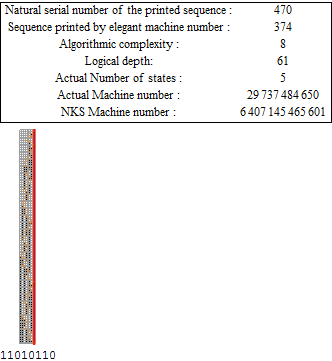 Natural serial number of the printed sequence : 470
Sequence printed by elegant machine number : 374
Algorithmic complexity : 8
Logical depth: 61
Actual Number of states : 5
Actual Machine number : 29 737 484 650
NKS Machine number : 6 407 145 465 601
11010110